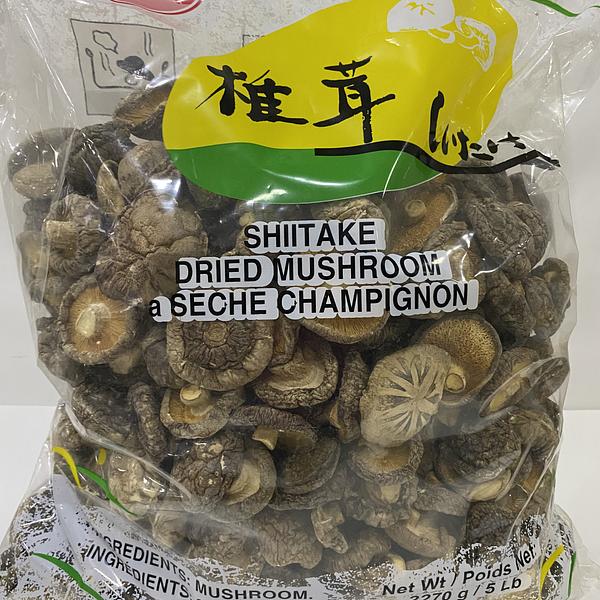 椎茸 しいたけ
SHIITAKE
DRIED MUSHROOM
a SECHE CHAMPIGNON
INGREDIENTS:
INGREDIENTS: MUSHROOM.
Net Wt / Poids Net:
2270 g / 5 Lb